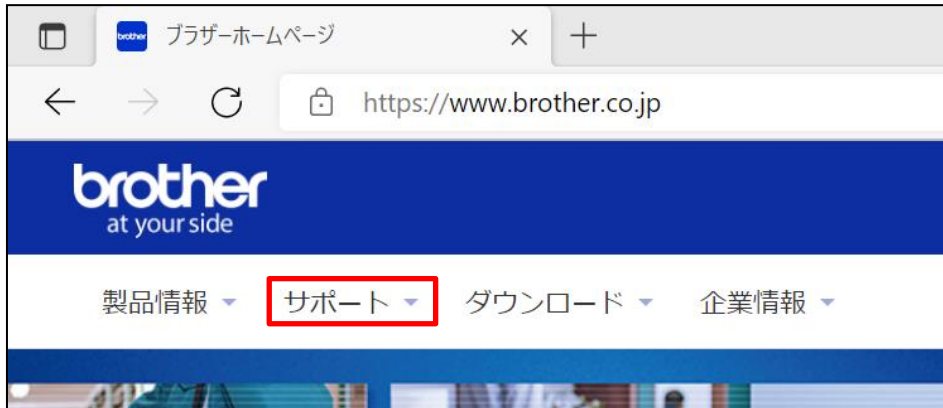 brother ブラザーホームページ
https://www.brother.co.jp
brother
at your side
製品情報 サポート ダウンロード 企業情報